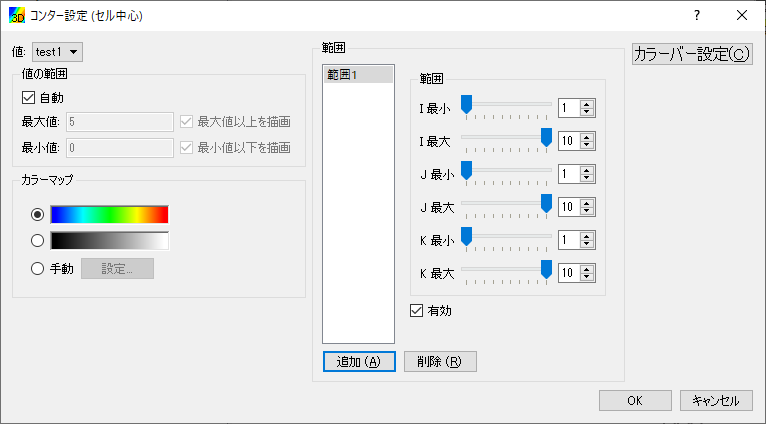 3D コンター設定 (セル中心)
値: test1
値の範囲
自動
最大値: 5 最大値以上を描画
最小値: 0 最小値以下を描画
カラーマップ
手動 設定...
範囲
範囲1
範囲
I 最小 1
I 最大 10
J 最小 1
J 最大 10
K 最小 1
K 最大 10
有効
追加 (A) 削除 (R)
カラーバー設定(C)
OK キャンセル